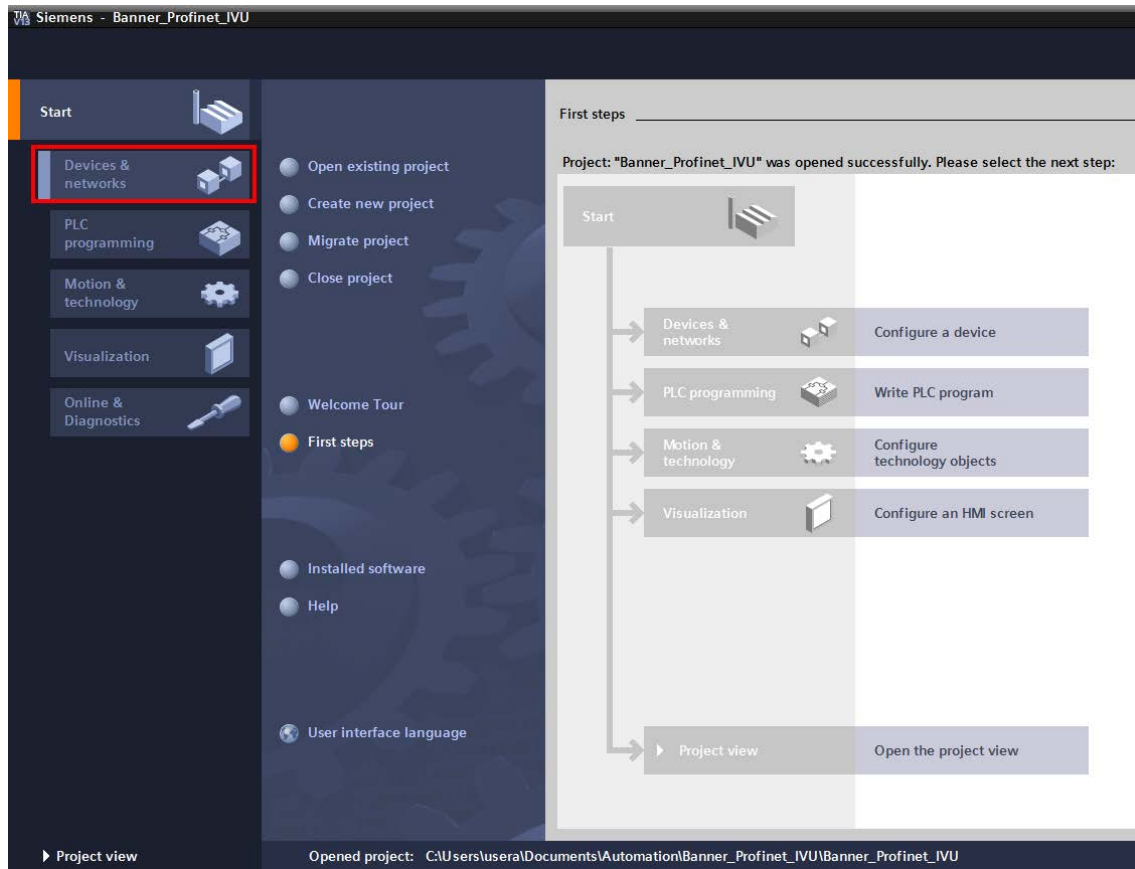 TIA V13 Siemens - Banner_Profinet_IVU
Start
Devices &
networks
PLC
programming
Motion &
technology
Visualization
Online &
Diagnostics
Open existing project
Create new project
Migrate project
Close project
Welcome Tour
First steps
Installed software
Help
User interface language
First steps
Project: "Banner_Profinet_IVU" was opened successfully. Please select the next step:
Start
Devices &
networks
Configure a device
PLC programming
Write PLC program
Motion &
technology
Configure
technology objects
Visualization
Configure an HMI screen
Project view
Open the project view
Project view
Opened project: C:\Users\usera\Documents\Automation\Banner_Profinet_IVU\Banner_Profinet_IVU